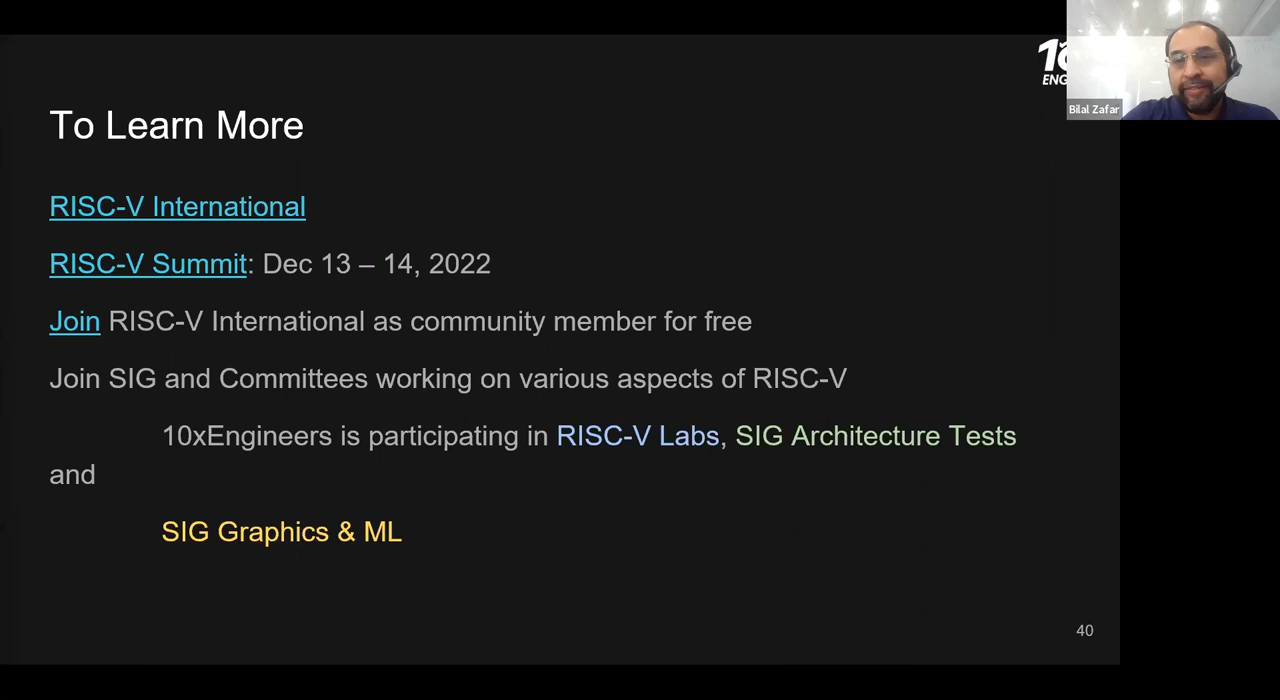 To Learn More
RISC-V International
RISC-V Summit: Dec 13 – 14, 2022
Join RISC-V International as community member for free
Join SIG and Committees working on various aspects of RISC-V
10xEngineers is participating in RISC-V Labs, SIG Architecture Tests
and
SIG Graphics & ML
40
Bilal Zafar